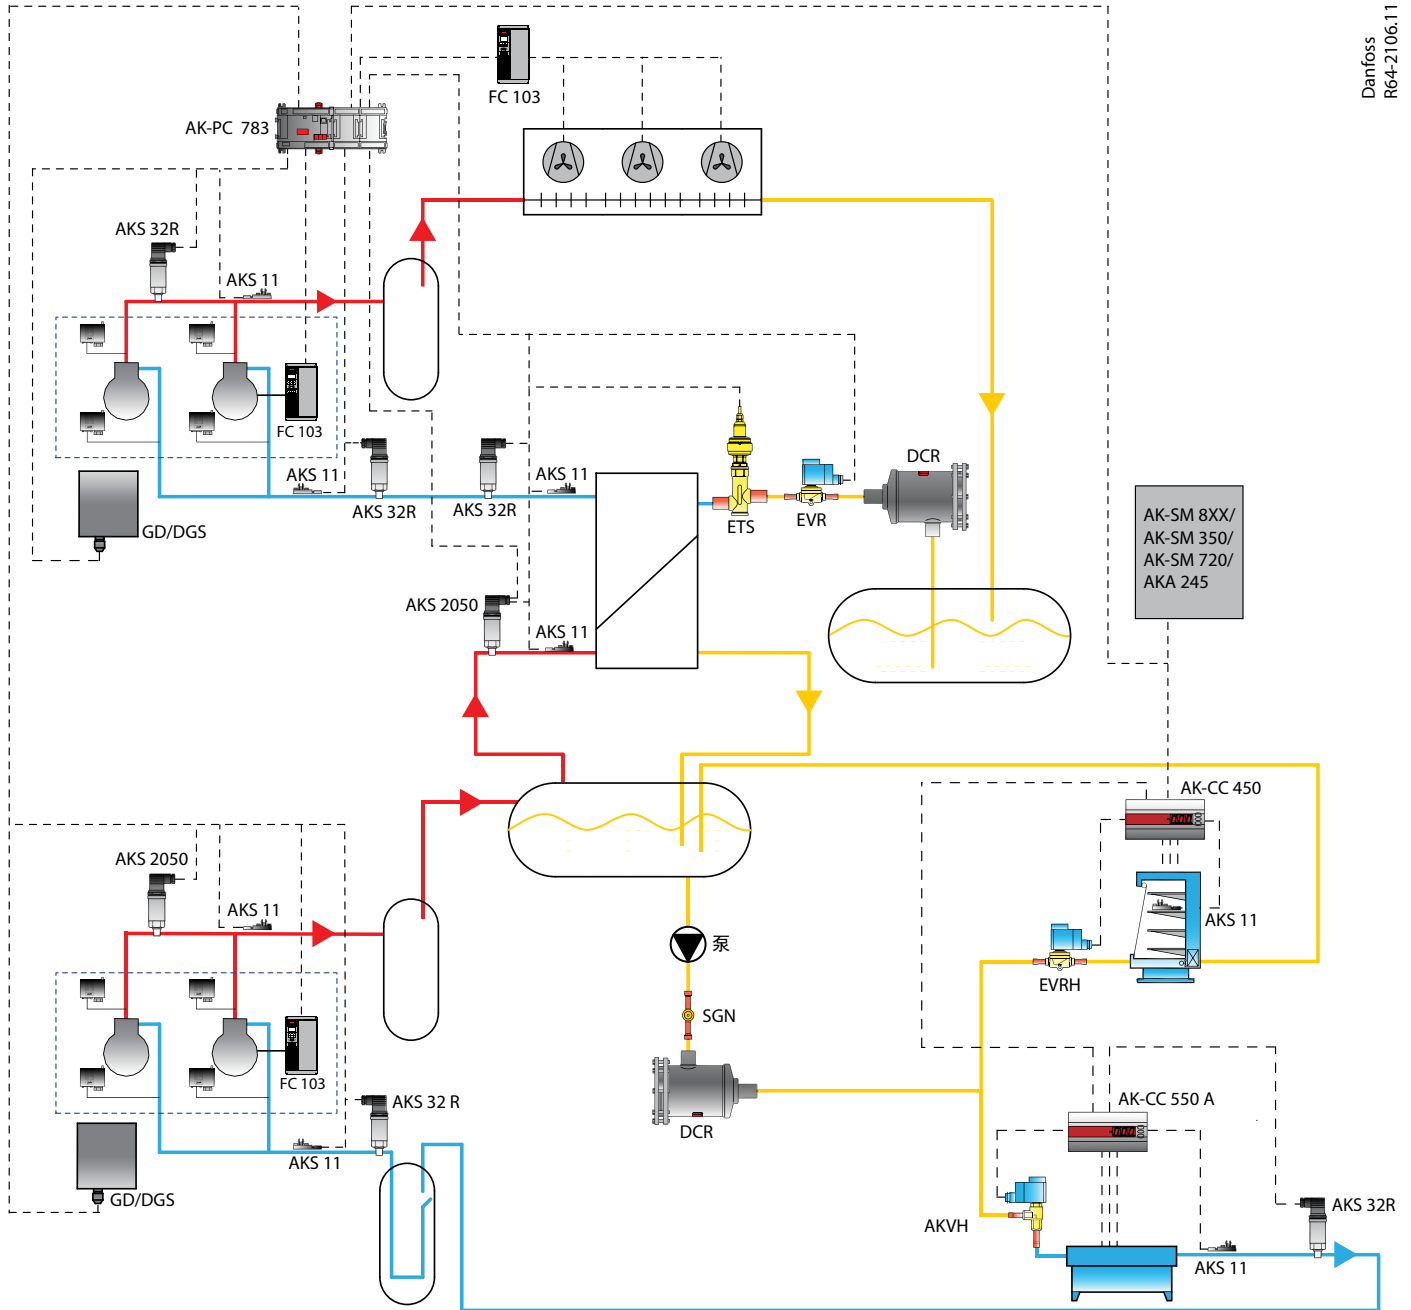 Danfoss
R64-2106.11
FC 103
AK-PC 783
AKS 32R
AKS 11
FC 103
AKS 11
AKS 32R
AKS 32R
AKS 11
GD/DGS
ETS
EVR
DCR
AK-SM 8XX/
AK-SM 350/
AK-SM 720/
AKA 245
AKS 2050
AKS 11
AK-CC 450
AKS 2050
AKS 11
AKS 11
泵
EVRH
SGN
FC 103
AKS 32 R
AK-CC 550 A
DCR
AKS 11
GD/DGS
AKVH
AKS 32R
AKS 11